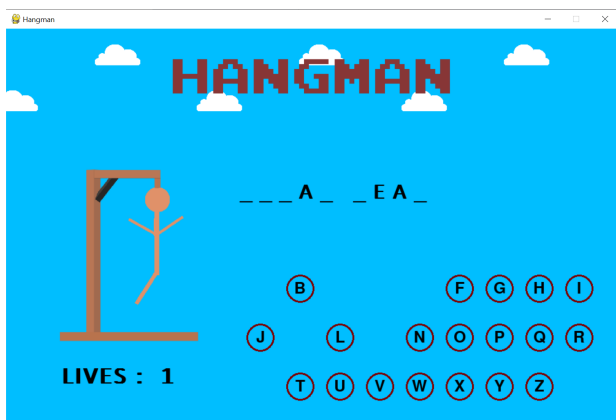 Hangman
HANGMAN
_ _ _ A _ _ E A _
B F G H I
J L N O P Q R
T U V W X Y Z
LIVES : 1